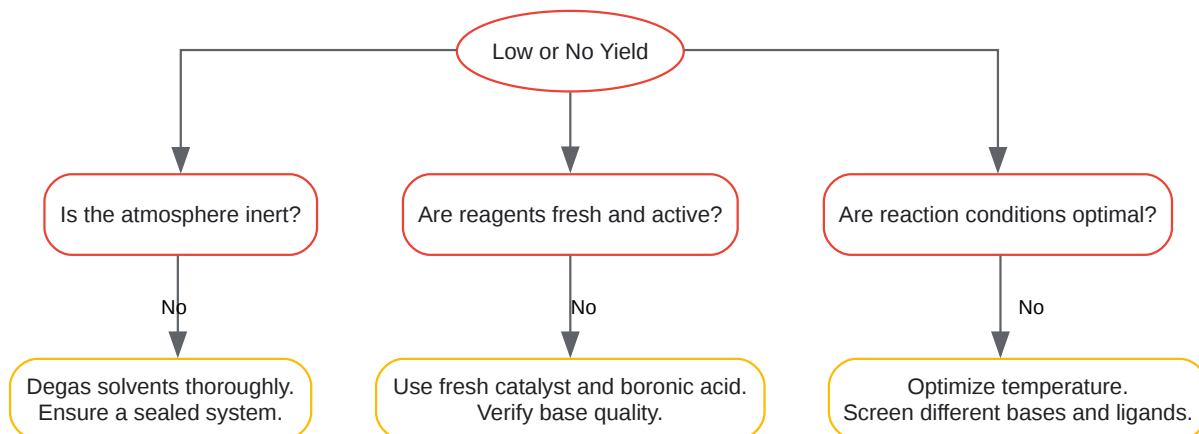 Low or No Yield
Is the atmosphere inert?
Are reagents fresh and active?
Are reaction conditions optimal?
No
No
No
Degas solvents thoroughly.
Ensure a sealed system.
Use fresh catalyst and boronic acid.
Verify base quality.
Optimize temperature.
Screen different bases and ligands.